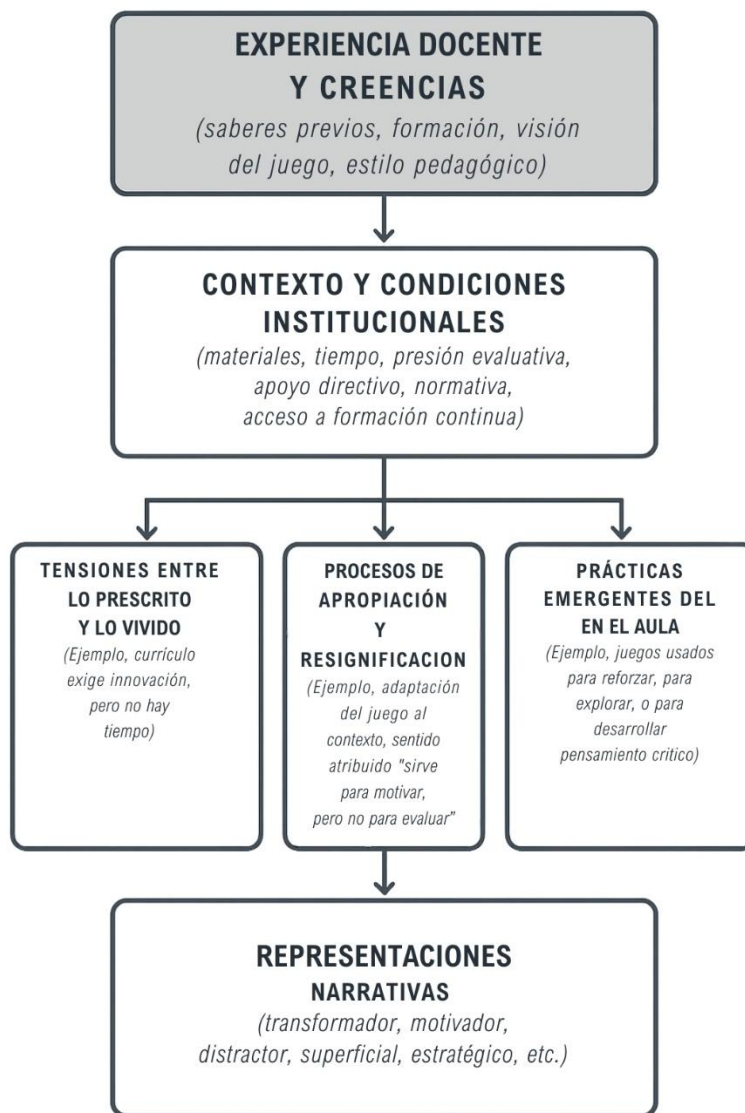 EXPERIENCIA DOCENTE
Y CREENCIAS
(saberes previos, formación, visión
del juego, estilo pedagógico)
CONTEXTO Y CONDICIONES
INSTITUCIONALES
(materiales, tiempo, presión evaluativa,
apoyo directivo, normativa,
acceso a formación continua)
TENSIONES ENTRE
LO PRESCRITO
Y LO VIVIDO
(Ejemplo, currículo
exige innovación,
pero no hay
tiempo)
PROCESOS DE
APROPIACIÓN
Y
RESIGNIFICACION
(Ejemplo, adaptación
del juego al
contexto, sentido
atribuido "sirve
para motivar,
pero no para evaluar”
PRÁCTICAS
EMERGENTES DEL
EN EL AULA
(Ejemplo, juegos usados
para reforzar, para
explorar, o para
desarrollar
pensamiento critico)
REPRESENTACIONES
NARRATIVAS
(transformador, motivador,
distractor, superficial, estratégico, etc.)